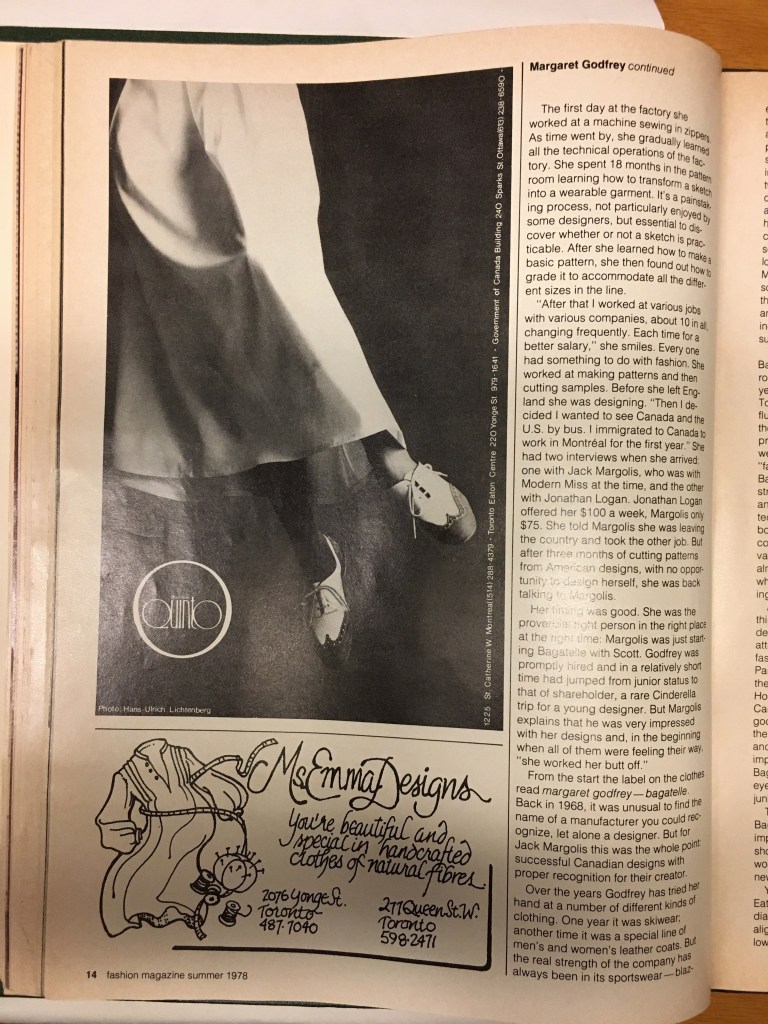 Margaret Godfrey continued
The first day at the factory she
worked at a machine sewing in zippers.
As time went by, she gradually learned
all the technical operations of the fac-
tory. She spent 18 months in the pattern
room learning how to transform a sketch
into a wearable garment. It's a painstak-
ing process, not particularly enjoyed by
some designers, but essential to dis-
cover whether or not a sketch is prac-
ticable. After she learned how to make a
basic pattern, she then found out how to
grade it to accommodate all the differ-
ent sizes in the line.
"After that I worked at various jobs
with various companies, about 10 in all,
changing frequently. Each time for a
better salary," she smiles. Every one
had something to do with fashion. She
worked at making patterns and then
cutting samples. Before she left Eng-
land she was designing. "Then I de-
cided I wanted to see Canada and the
U.S. by bus. I immigrated to Canada to
work in Montréal for the first year." She
had two interviews when she arrived:
one with Jack Margolis, who was with
Modern Miss at the time, and the other
with Jonathan Logan. Jonathan Logan
offered her $100 a week, Margolis only
$75. She told Margolis she was leaving
the country and took the other job. But
after three months of cutting patterns
from American designs, with no oppor-
tunity to design herself, she was back
talking to Margolis.
Her timing was good. She was the
proverbial right person in the right place
at the right time: Margolis was just start-
ing Bagatelle with Scott. Godfrey was
promptly hired and in a relatively short
time had jumped from junior status to
that of shareholder, a rare Cinderella
trip for a young designer. But Margolis
explains that he was very impressed
with her designs and, in the beginning
when all of them were feeling their way,
"she worked her butt off."
From the start the label on the clothes
read margaret godfrey—bagatelle.
Back in 1968, it was unusual to find the
name of a manufacturer you could rec-
ognize, let alone a designer. But for
Jack Margolis this was the whole point:
successful Canadian designs with
proper recognition for their creator.
Over the years Godfrey has tried her
hand at a number of different kinds of
clothing. One year it was skiwear;
another time it was a special line of
men's and women's leather coats. But
the real strength of the company has
always been in its sportswear—blaz-
1225 St. Catherine W. Montreal (514) 288-4379 - Toronto Eaton Centre 220 Yonge St 979-1641 - Government of Canada Building 240 Sparks St. Ottawa (613) 238-6590 -
Quinto
Photo: Hans-Ulrich Lichtenberg
Ms Emma Designs
You're beautiful and
special in handcrafted
clothes of natural fibres.
2076 Yonge St.
Toronto
487-7040
277 Queen St. W.
Toronto
598-2471
14 fashion magazine summer 1978